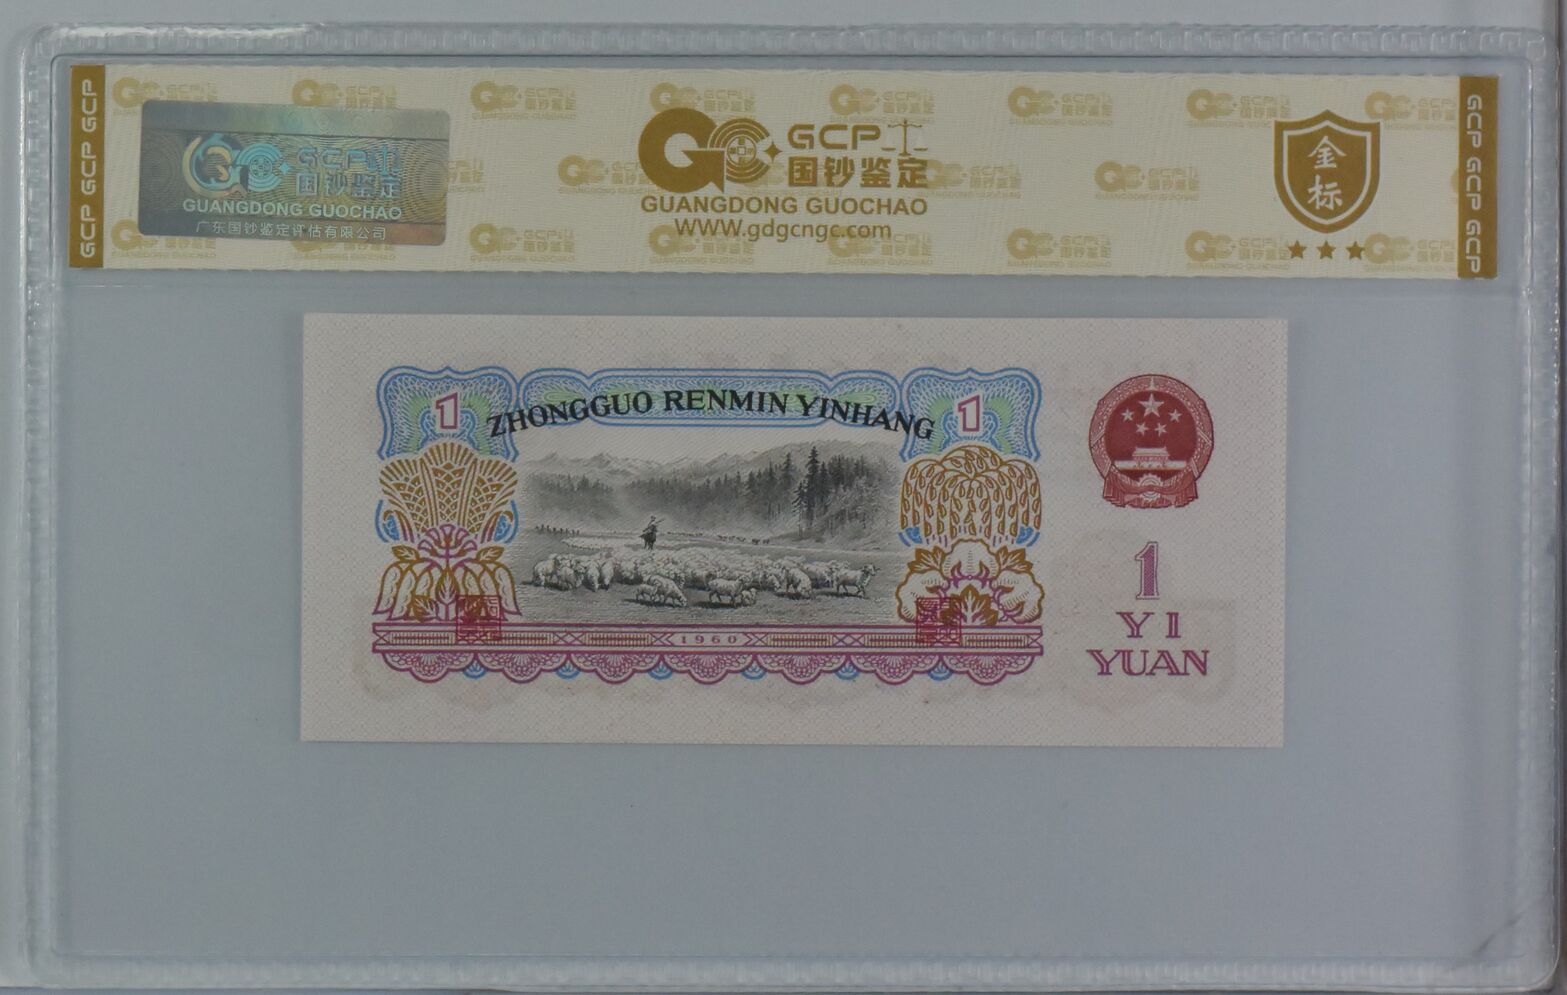 GCP GCP GCP
GCP
国钞鉴定
GUANGDONG GUOCHAO
广东国钞鉴定评估有限公司
GCP
国钞鉴定
GUANGDONG GUOCHAO
WWW.gdgcngc.com
金
标
GCP GCP GCP
1
ZHONGGUO RENMIN YINHANG
1
1960
1
YI
YUAN